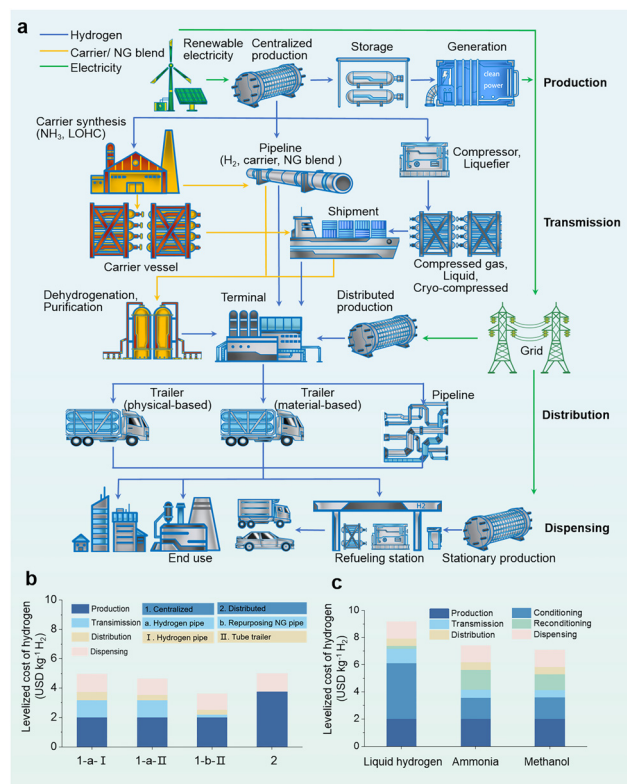 a
Hydrogen
Carrier/ NG blend
Electricity
Renewable
electricity
Centralized
production
Storage
Generation
clean
power
Production
Carrier synthesis
(NH₃, LOHC)
Pipeline
(H₂, carrier, NG blend )
Compressor,
Liquefier
Shipment
Transmission
Carrier vessel
Compressed gas,
Liquid,
Cryo-compressed
Dehydrogenation,
Purification
Terminal
Distributed
production
Grid
Trailer
(physical-based)
Trailer
(material-based)
Pipeline
Distribution
H2
Dispensing
End use
Refueling station
Stationary production
b
Levelized cost of hydrogen
(USD kg⁻¹ H₂)
10
8
6
4
2
0
Production
Transimission
Distribution
Dispensing
1. Centralized
2. Distributed
a. Hydrogen pipe
b. Repurposing NG pipe
Ⅰ. Hydrogen pipe
Ⅱ. Tube trailer
1-a-Ⅰ
1-a-Ⅱ
1-b-Ⅱ
2
c
Levelized cost of hydrogen
(USD kg⁻¹ H₂)
10
8
6
4
2
0
Production
Transmission
Distribution
Conditioning
Reconditioning
Dispensing
Liquid hydrogen
Ammonia
Methanol